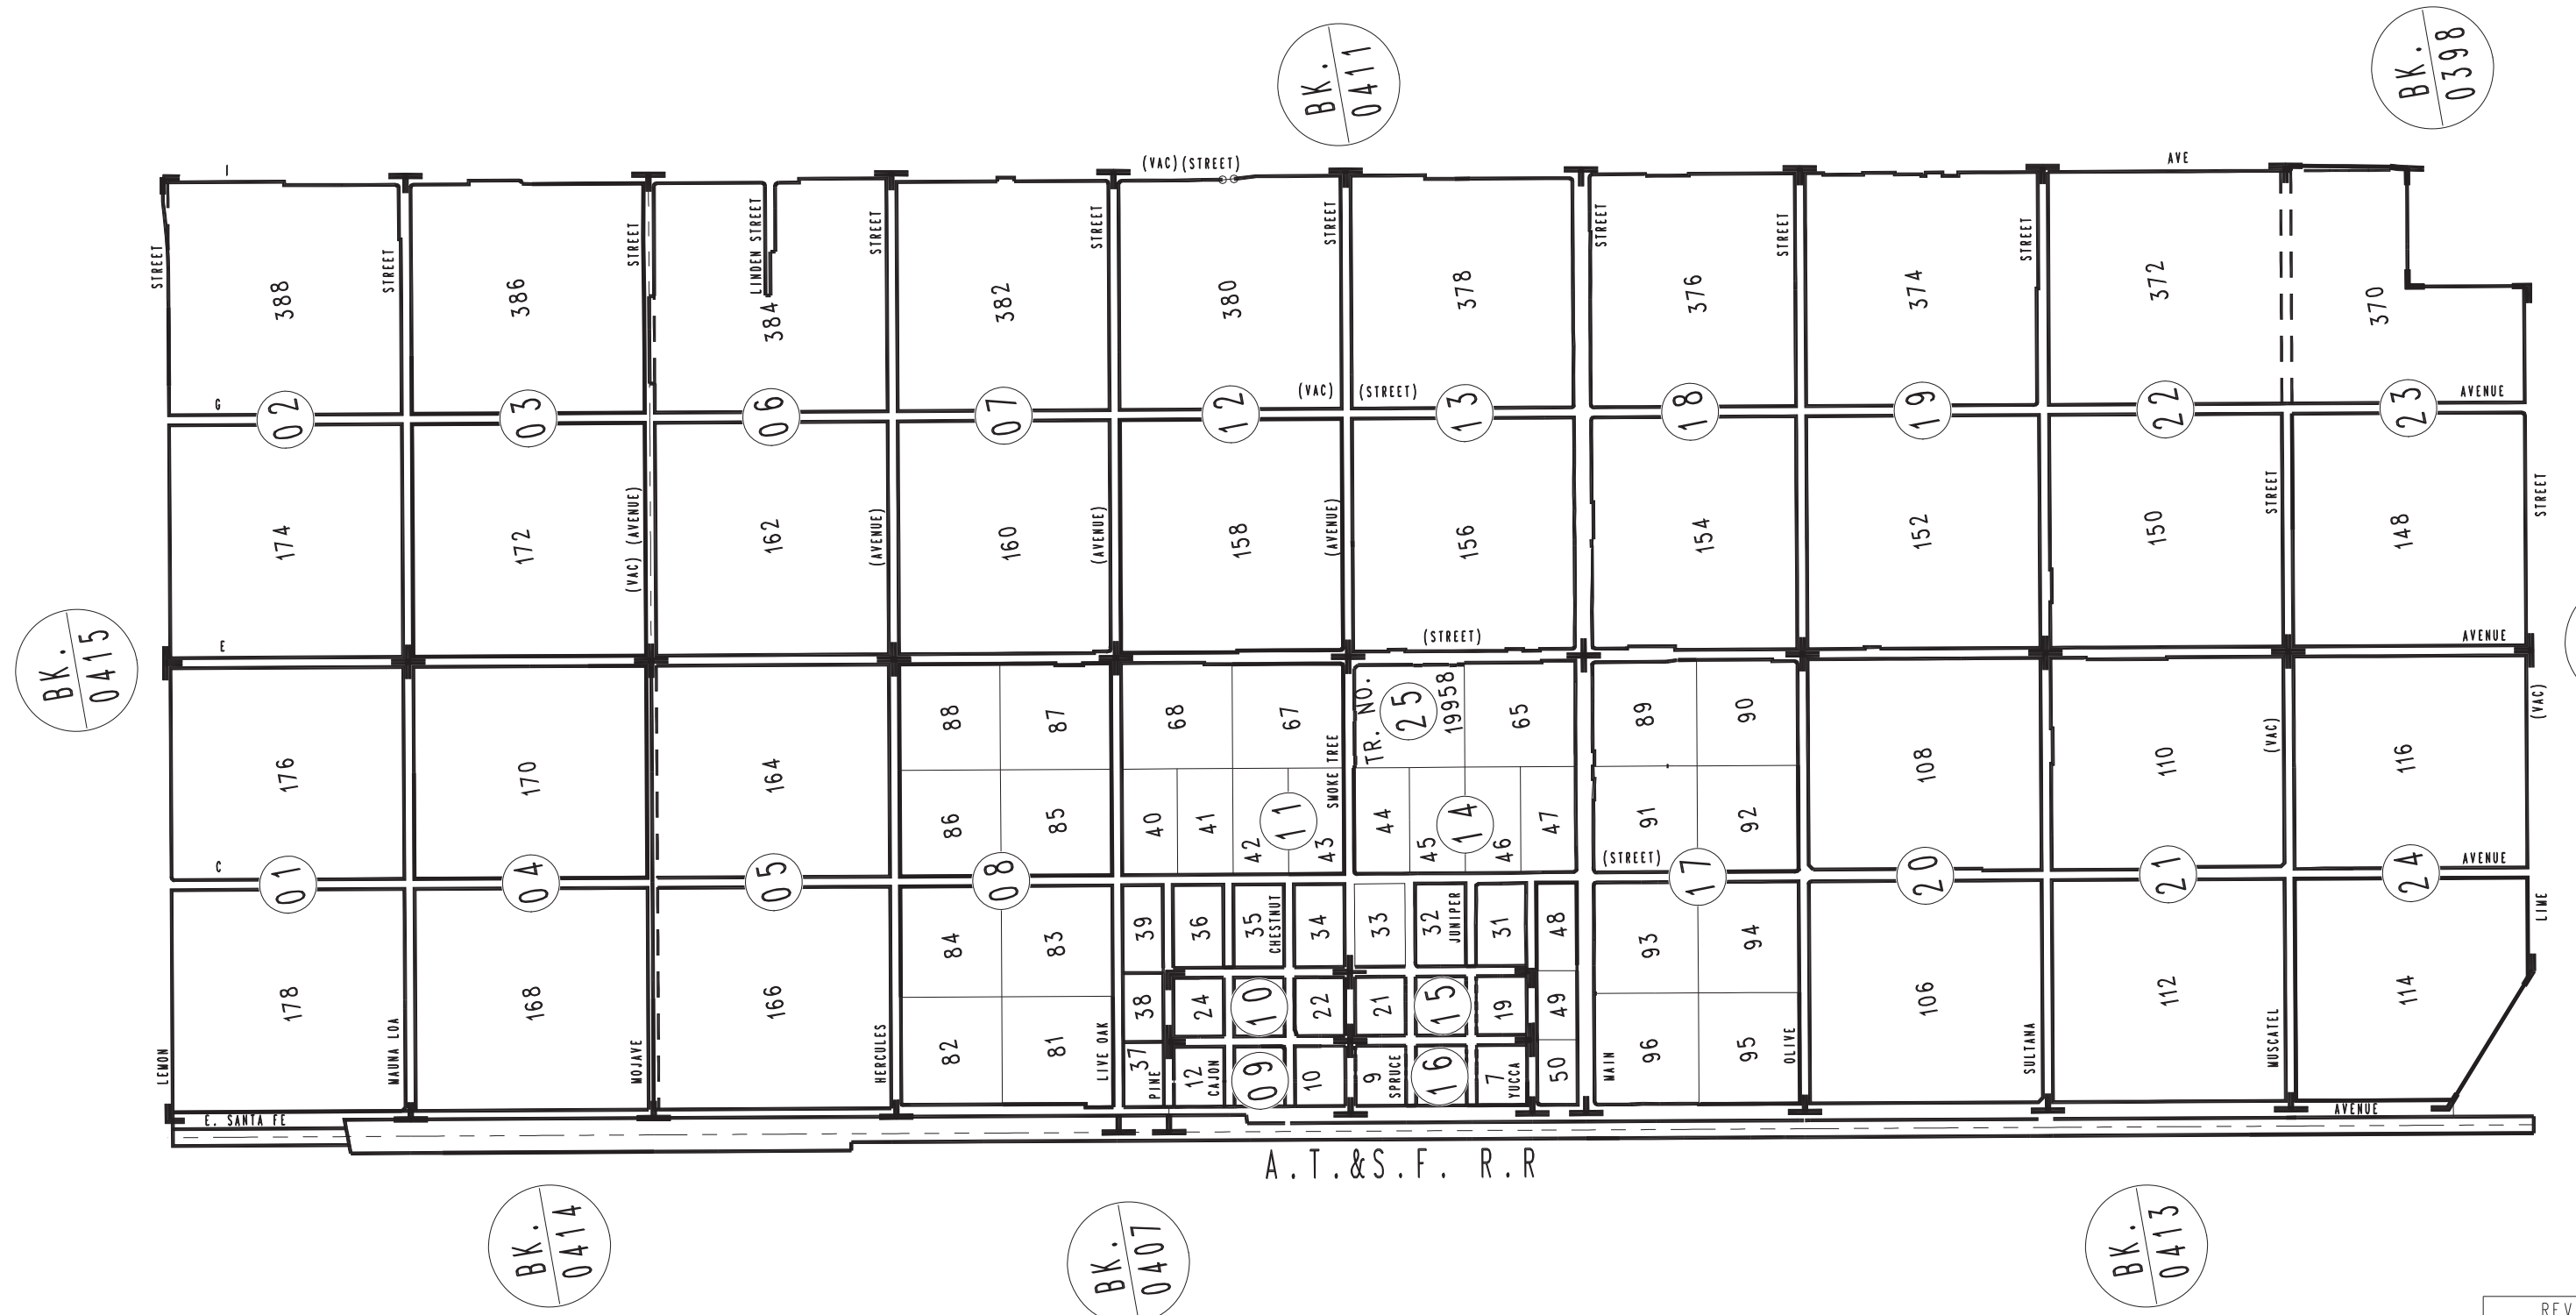 BK.
0411
BK.
0398
I
(VAC) (STREET)
AVE
STREET
STREET
STREET
LINDEN STREET
STREET
STREET
STREET
STREET
STREET
STREET
388
386
384
382
380
378
376
374
372
370
G
(VAC)
(STREET)
AVENUE
02
03
06
07
12
13
18
19
22
23
174
172
(VAC) (AVENUE)
162
(AVENUE)
160
(AVENUE)
158
(AVENUE)
156
154
152
150
STREET
148
STREET
BK.
0415
E
(STREET)
AVENUE
176
170
164
88
87
86
85
68
67
40
41
42
11
43
SMOKE TREE
TR. NO.
25
19958
65
44
45
14
46
47
89
90
91
92
108
110
(VAC)
116
(VAC)
C
(STREET)
AVENUE
01
04
05
08
17
20
21
24
178
168
166
84
83
82
81
39
36
35
CHESTNUT
34
33
32
JUNIPER
31
48
38
24
10
22
21
15
19
49
37
PINE
12
CAJON
09
10
9
SPRUCE
16
7
YUCCA
50
93
94
96
95
106
112
114
LIME
LEMON
MAUNA LOA
MOJAVE
HERCULES
LIVE OAK
MAIN
OLIVE
SULTANA
MUSCATEL
E. SANTA FE
AVENUE
A.T.&S.F. R.R
BK.
0414
BK.
0407
BK.
0413
REV